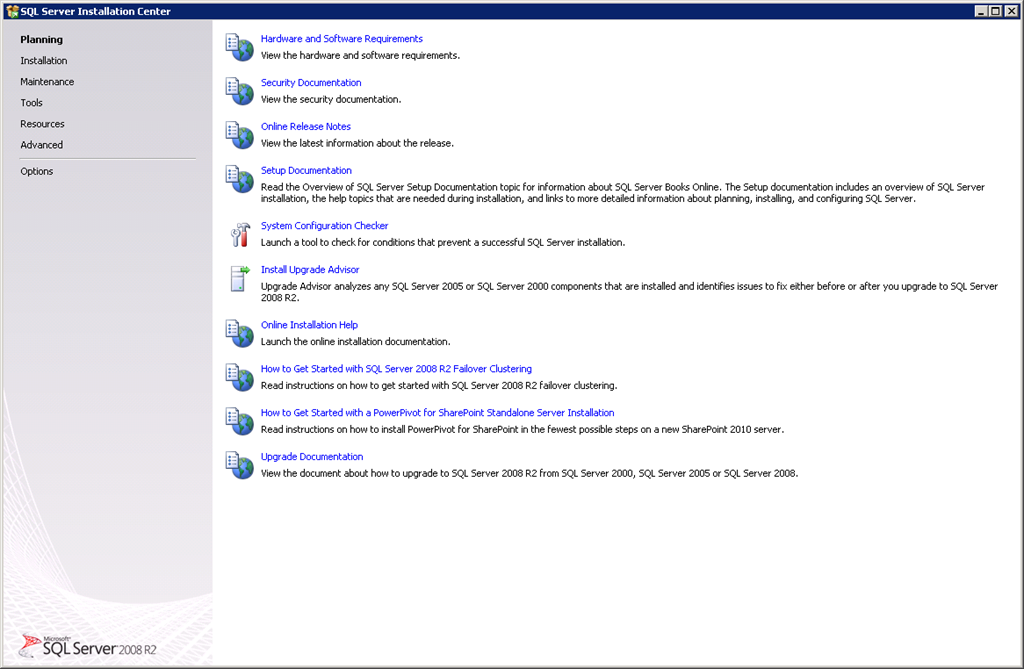 SQL Server Installation Center
Planning
Installation
Maintenance
Tools
Resources
Advanced
Options
Hardware and Software Requirements
View the hardware and software requirements.
Security Documentation
View the security documentation.
Online Release Notes
View the latest information about the release.
Setup Documentation
Read the Overview of SQL Server Setup Documentation topic for information about SQL Server Books Online. The Setup documentation includes an overview of SQL Server
installation, the help topics that are needed during installation, and links to more detailed information about planning, installing, and configuring SQL Server.
System Configuration Checker
Launch a tool to check for conditions that prevent a successful SQL Server installation.
Install Upgrade Advisor
Upgrade Advisor analyzes any SQL Server 2005 or SQL Server 2000 components that are installed and identifies issues to fix either before or after you upgrade to SQL Server
2008 R2.
Online Installation Help
Launch the online installation documentation.
How to Get Started with SQL Server 2008 R2 Failover Clustering
Read instructions on how to get started with SQL Server 2008 R2 failover clustering.
How to Get Started with a PowerPivot for SharePoint Standalone Server Installation
Read instructions on how to install PowerPivot for SharePoint in the fewest possible steps on a new SharePoint 2010 server.
Upgrade Documentation
View the document about how to upgrade to SQL Server 2008 R2 from SQL Server 2000, SQL Server 2005 or SQL Server 2008.
Microsoft®
SQL Server 2008 R2